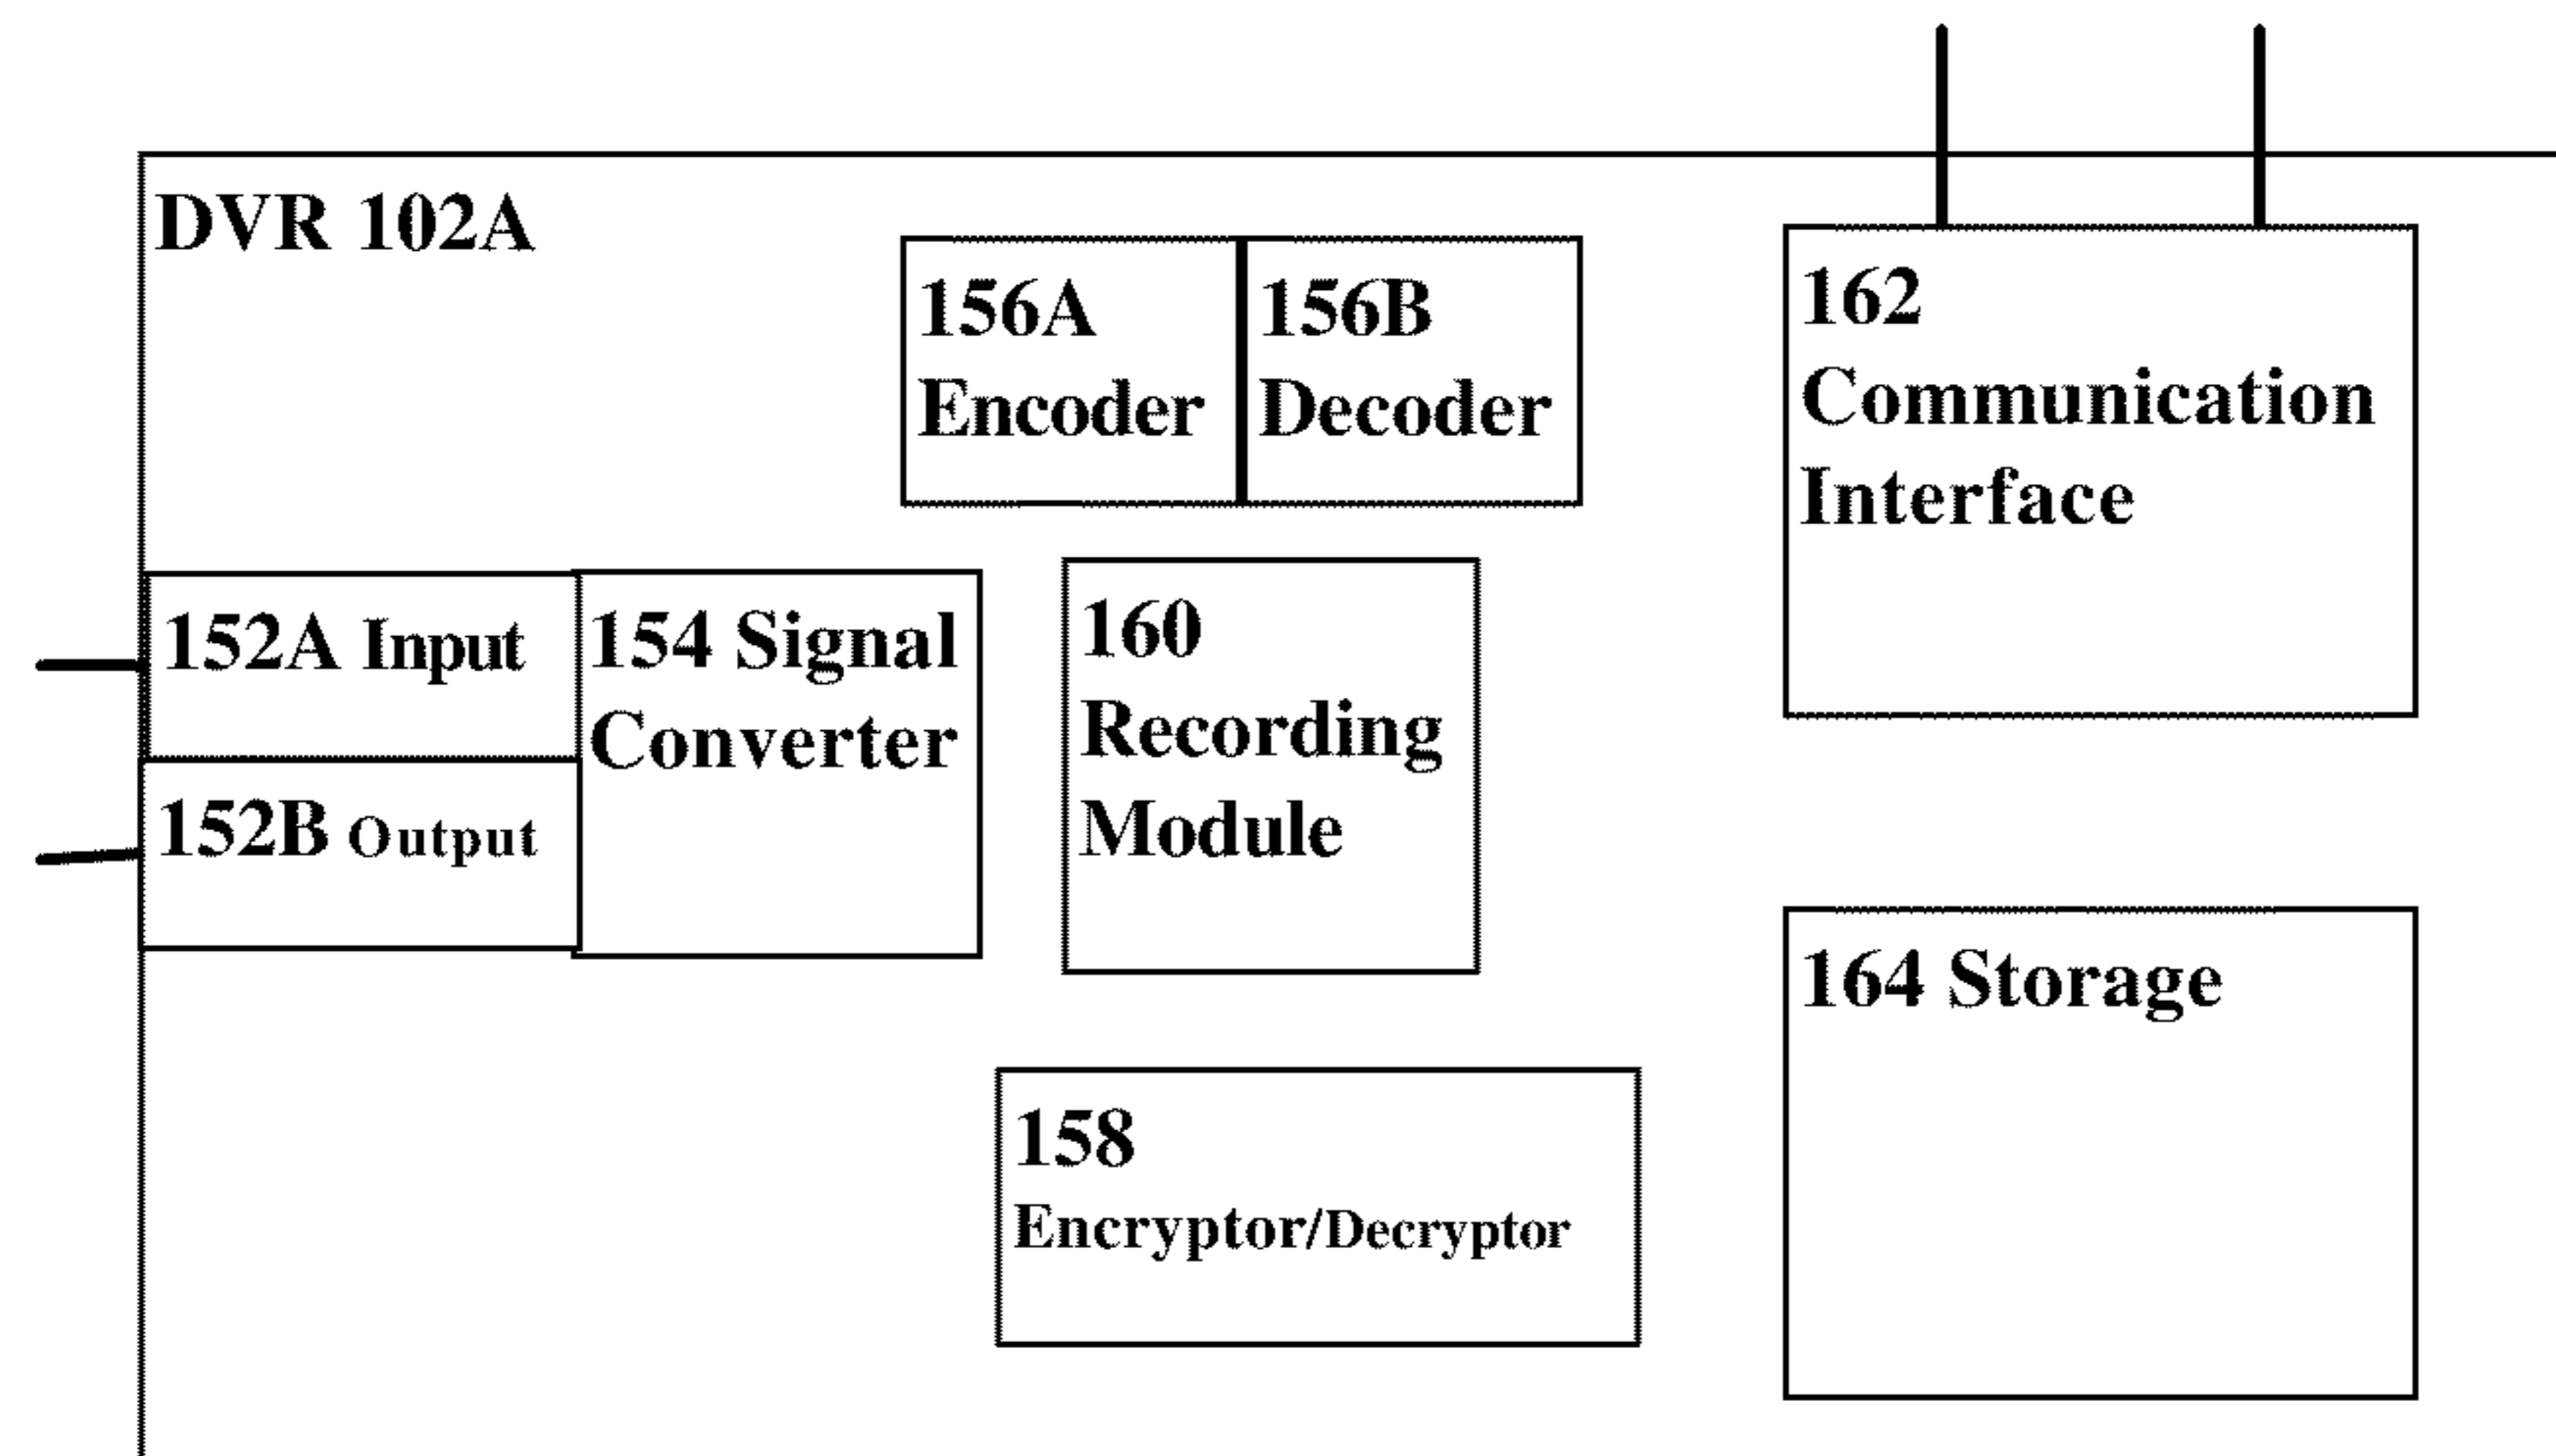 DVR 102A
156A
Encoder
156B
Decoder
162
Communication
Interface
152A Input
154 Signal
Converter
160
Recording
Module
152B Output
164 Storage
158
Encryptor/Decryptor